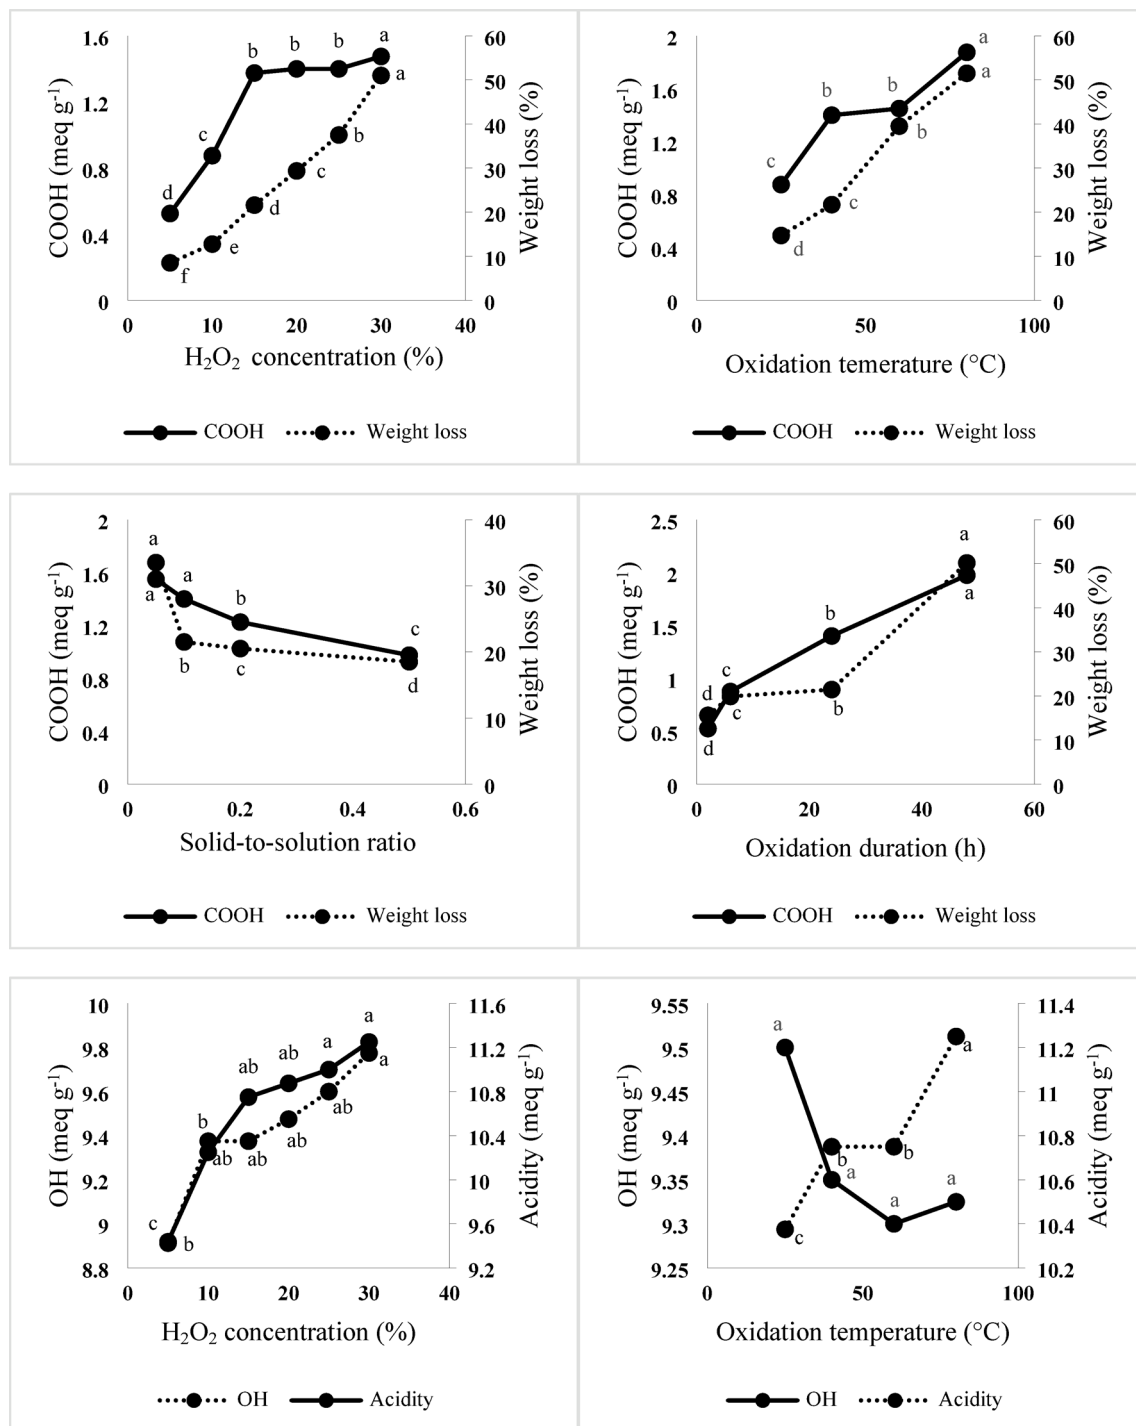 COOH (meq g⁻¹)
1.6
1.2
0.8
0.4
0
d
c
b
b
b
a
f
e
d
c
b
a
60
50
40
30
20
10
0
Weight loss (%)
0 10 20 30 40
H₂O₂ concentration (%)
COOH Weight loss
COOH (meq g⁻¹)
2
1.6
1.2
0.8
0.4
0
c
b
b
a
d
c
b
a
60
50
40
30
20
10
0
Weight loss (%)
0 50 100
Oxidation temerature (°C)
COOH Weight loss
COOH (meq g⁻¹)
2
1.6
1.2
0.8
0.4
0
a
a
a
b
b
c
c
d
40
30
20
10
0
Weight loss (%)
0 0.2 0.4 0.6
Solid-to-solution ratio
COOH Weight loss
COOH (meq g⁻¹)
2.5
2
1.5
1
0.5
0
d
d
c
c
b
b
a
a
60
50
40
30
20
10
0
Weight loss (%)
0 20 40 60
Oxidation duration (h)
COOH Weight loss
OH (meq g⁻¹)
10
9.8
9.6
9.4
9.2
9
8.8
c
b
b
ab
ab
ab
ab
ab
a
ab
a
a
11.6
11.2
10.8
10.4
10
9.6
9.2
Acidity (meq g⁻¹)
0 10 20 30 40
H₂O₂ concentration (%)
OH Acidity
OH (meq g⁻¹)
9.55
9.5
9.45
9.4
9.35
9.3
9.25
a
c
b
a
b
a
a
a
11.4
11.2
11
10.8
10.6
10.4
10.2
Acidity (meq g⁻¹)
0 50 100
Oxidation temperature (°C)
OH Acidity